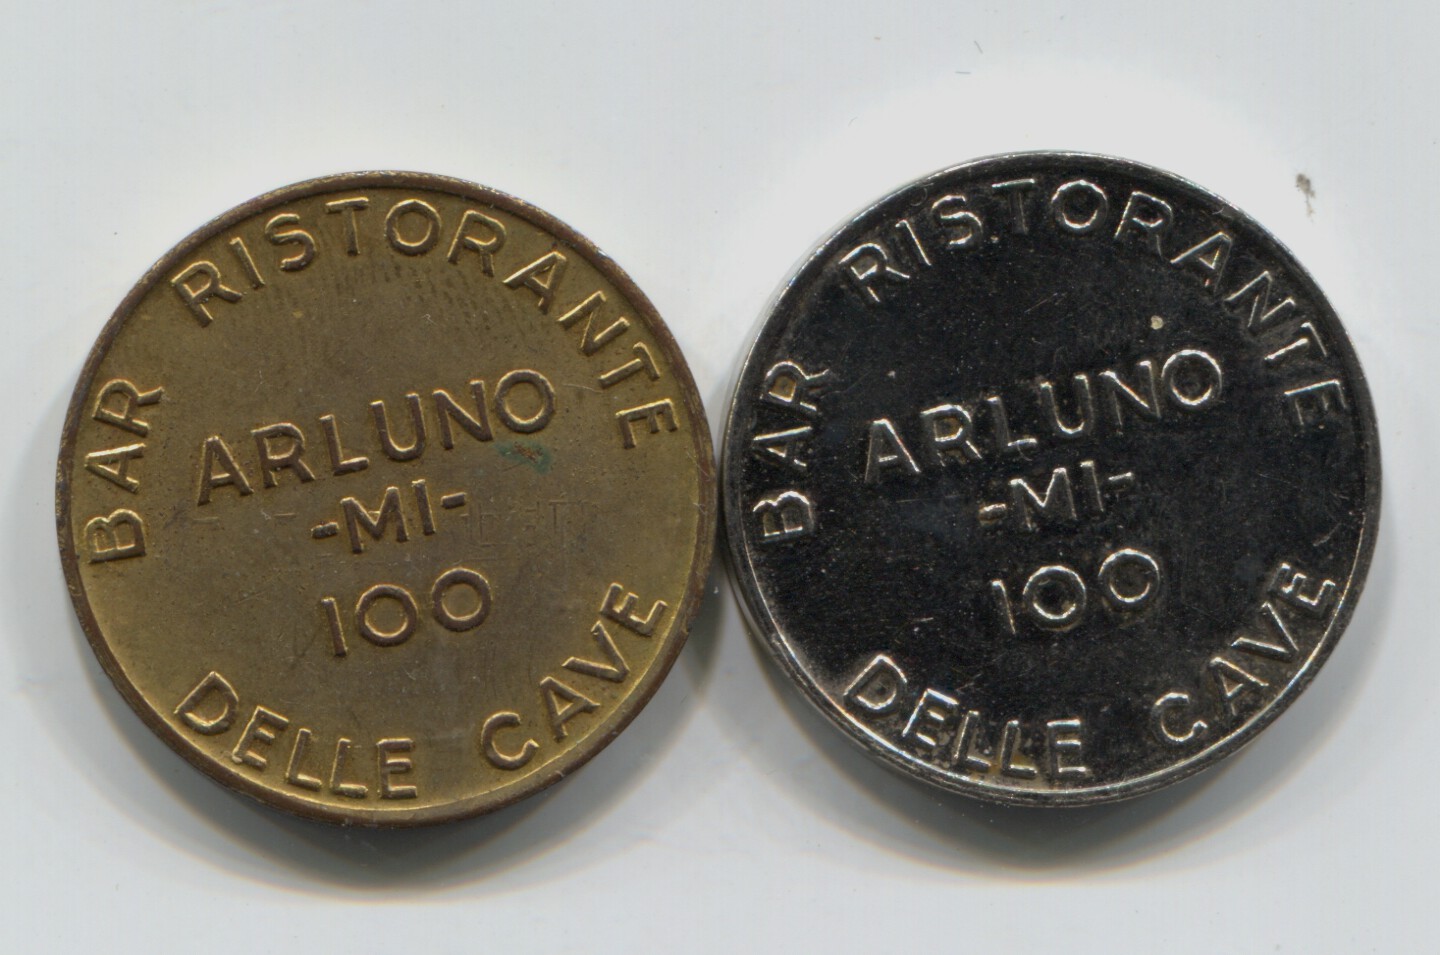 BAR RISTORANTE
ARLUNO
-MI-
100
DELLE CAVE
BAR RISTORANTE
ARLUNO
-MI-
100
DELLE CAVE